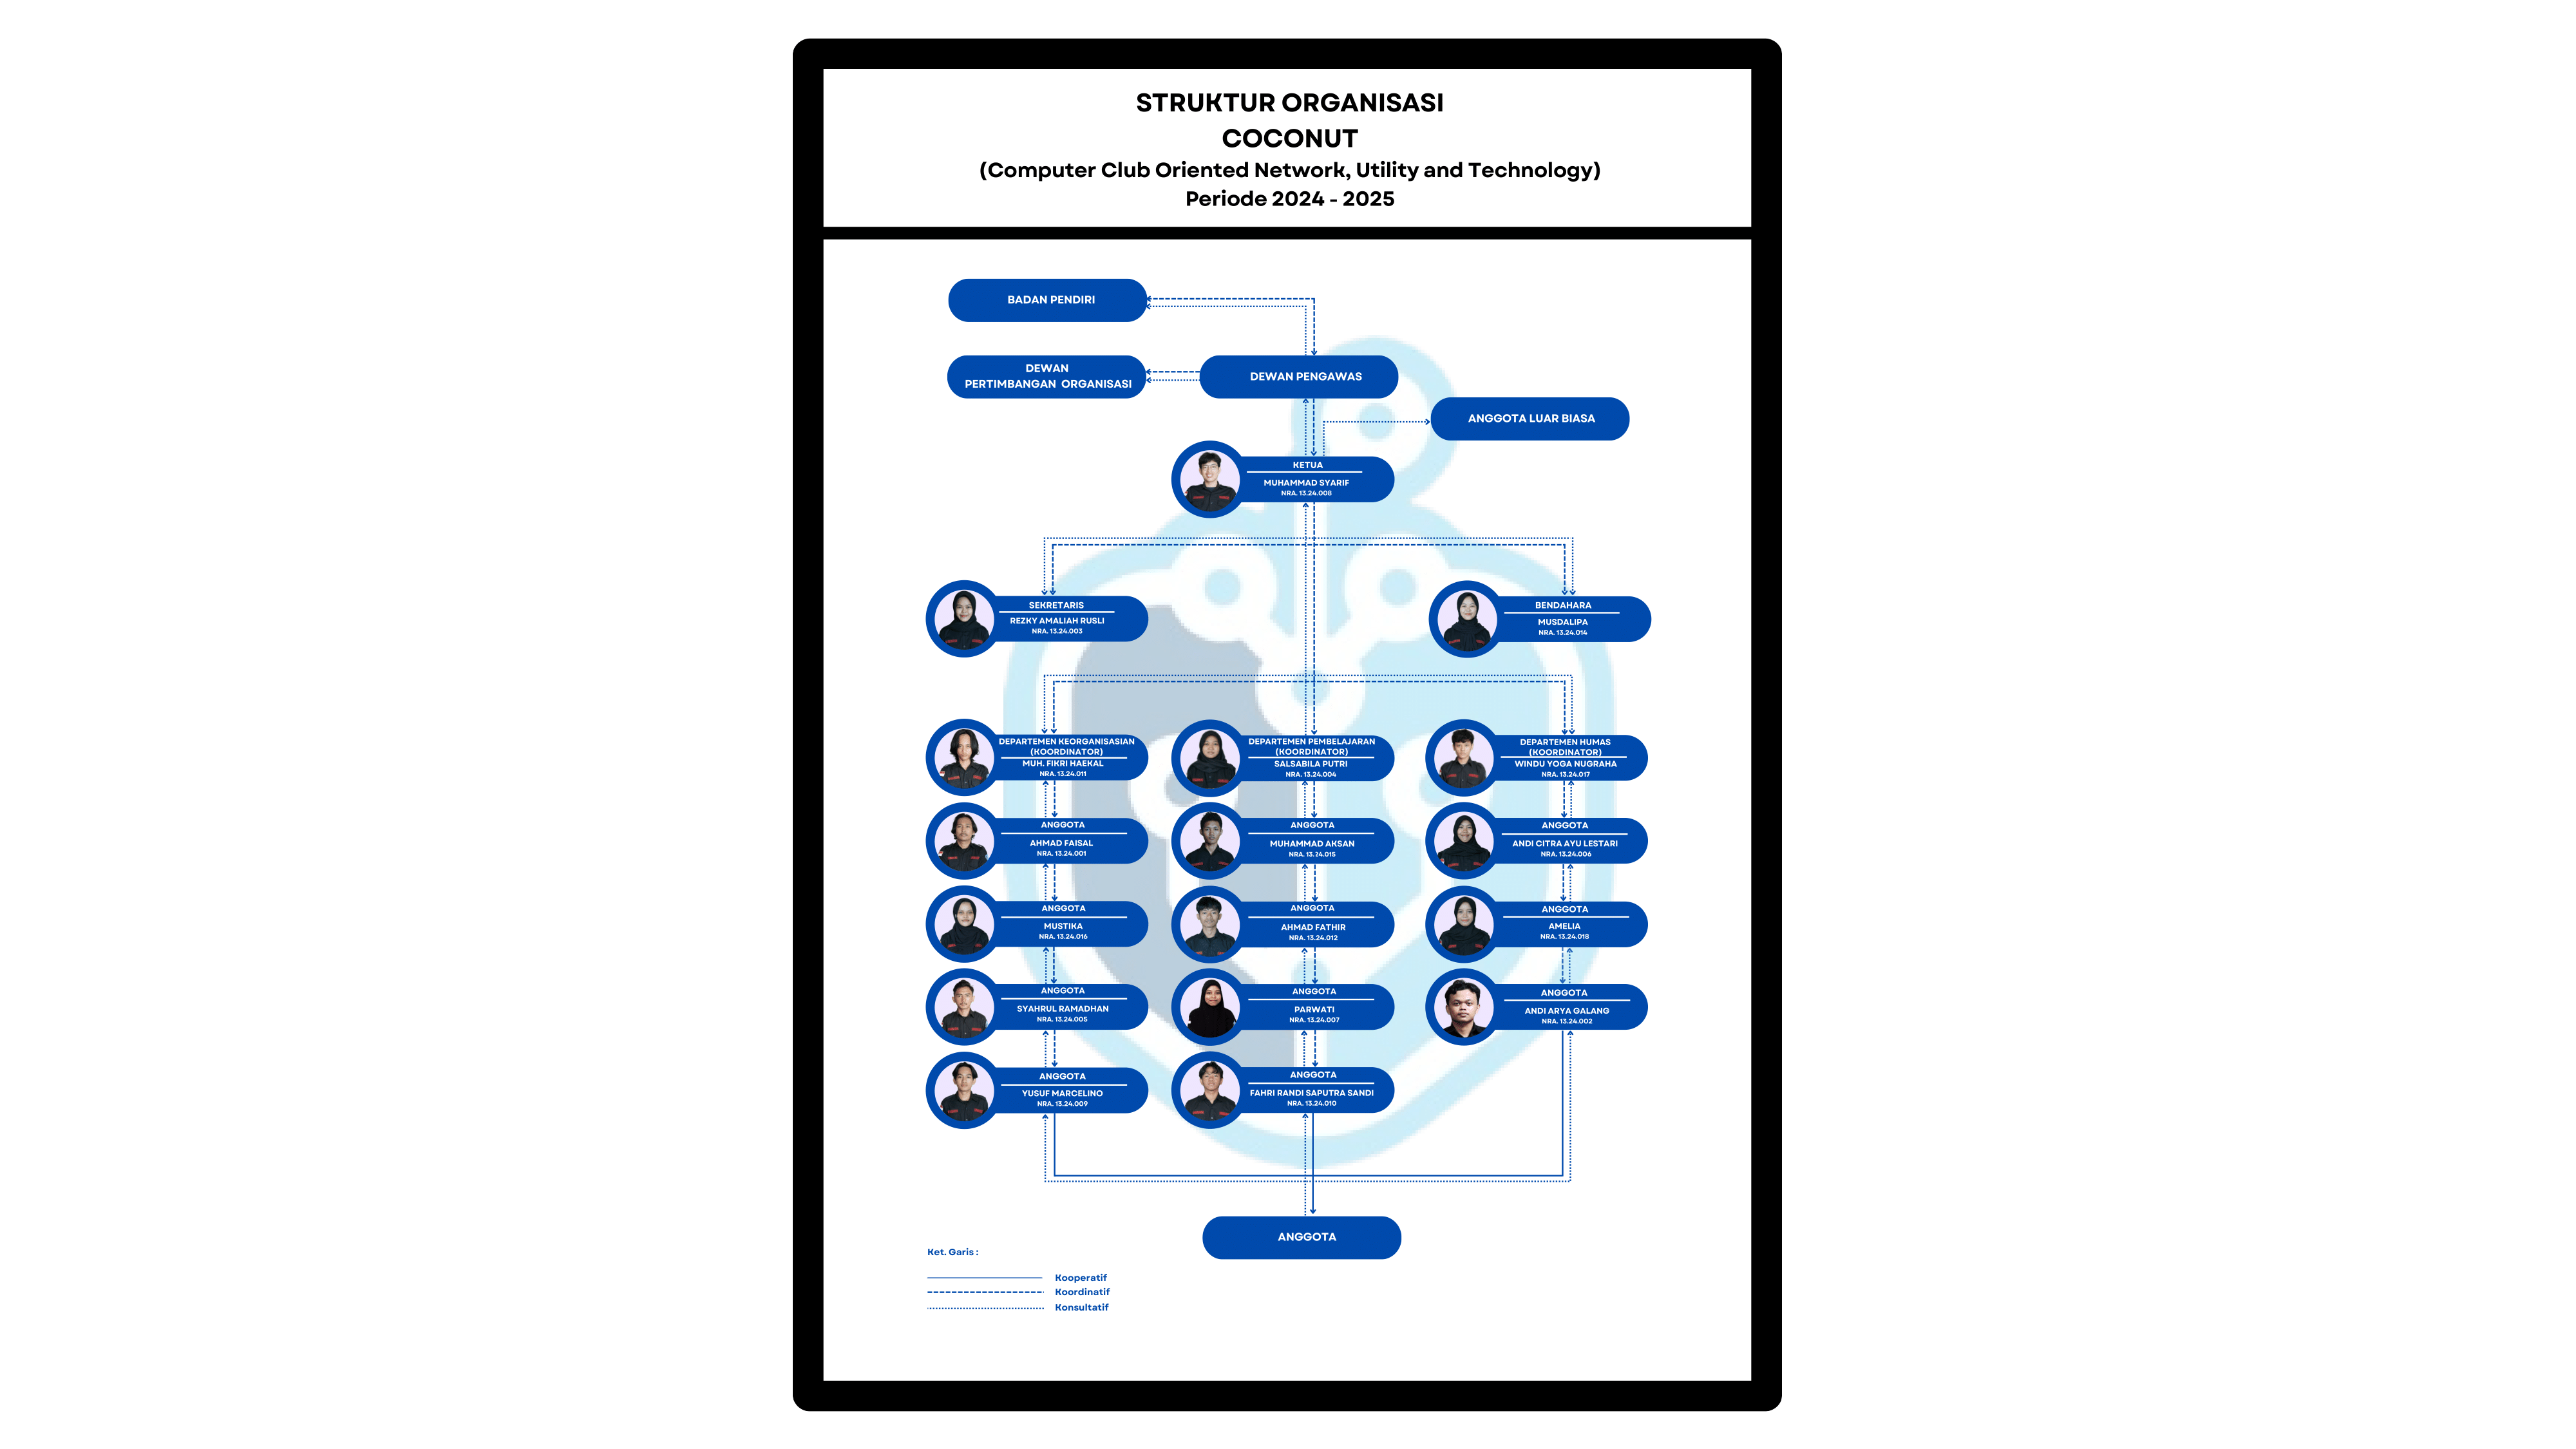 STRUKTUR ORGANISASI
COCONUT
(Computer Club Oriented Network, Utility and Technology)
Periode 2024 - 2025
BADAN PENDIRI
DEWAN
PERTIMBANGAN ORGANISASI
DEWAN PENGAWAS
ANGGOTA LUAR BIASA
KETUA
MUHAMMAD SYARIF
NRA. 13.24.008
SEKRETARIS
REZKY AMALIAH RUSLI
NRA. 13.24.003
BENDAHARA
MUSDALIPA
NRA. 13.24.014
DEPARTEMEN KEORGANISASIAN
(KOORDINATOR)
MUH. FIKRI HAEKAL
NRA. 13.24.011
DEPARTEMEN PEMBELAJARAN
(KOORDINATOR)
SALSABILA PUTRI
NRA. 13.24.004
DEPARTEMEN HUMAS
(KOORDINATOR)
WINDU YOGA NUGRAHA
NRA. 13.24.017
ANGGOTA
AHMAD FAISAL
NRA. 13.24.001
ANGGOTA
MUHAMMAD AKSAN
NRA. 13.24.015
ANGGOTA
ANDI CITRA AYU LESTARI
NRA. 13.24.006
ANGGOTA
MUSTIKA
NRA. 13.24.016
ANGGOTA
AHMAD FATHIR
NRA. 13.24.012
ANGGOTA
AMELIA
NRA. 13.24.018
ANGGOTA
SYAHRUL RAMADHAN
NRA. 13.24.005
ANGGOTA
PARWATI
NRA. 13.24.007
ANGGOTA
ANDI ARYA GALANG
NRA. 13.24.002
ANGGOTA
YUSUF MARCELINO
NRA. 13.24.009
ANGGOTA
FAHRI RANDI SAPUTRA SANDI
NRA. 13.24.010
ANGGOTA
Ket. Garis :
Kooperatif
Koordinatif
Konsultatif